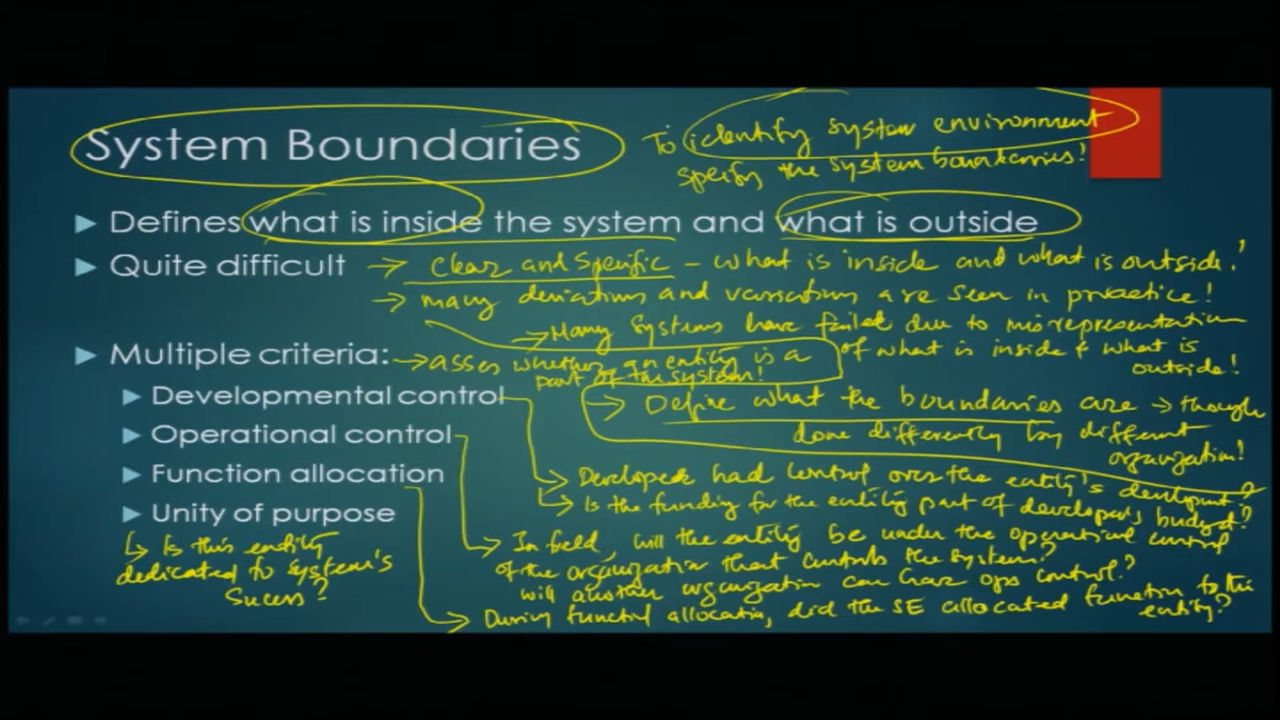 System Boundaries
To identify system environment
specify the system boundaries!
Defines what is inside the system and what is outside
Quite difficult → clear and specific - what is inside and what is outside!
→ many deviations and variations are seen in practice!
→ Many systems have failed due to misrepresentation
of what is inside & what is
outside!
Multiple criteria: → asses whether an entity is a
part of the system!
→ Define what the boundaries are → though
done differently by different
organization!
Developmental control
Operational control
Function allocation
Unity of purpose
→ Developer had control over the entity's development?
→ Is the funding for the entity part of developer's budget?
→ In field, will the entity be under the operational control
of the organization that controls the system?
will another organization can have ops control?
→ During functional allocation, did the SE allocated function to this
entity?
↳ Is this entity
dedicated to system's
sucess?